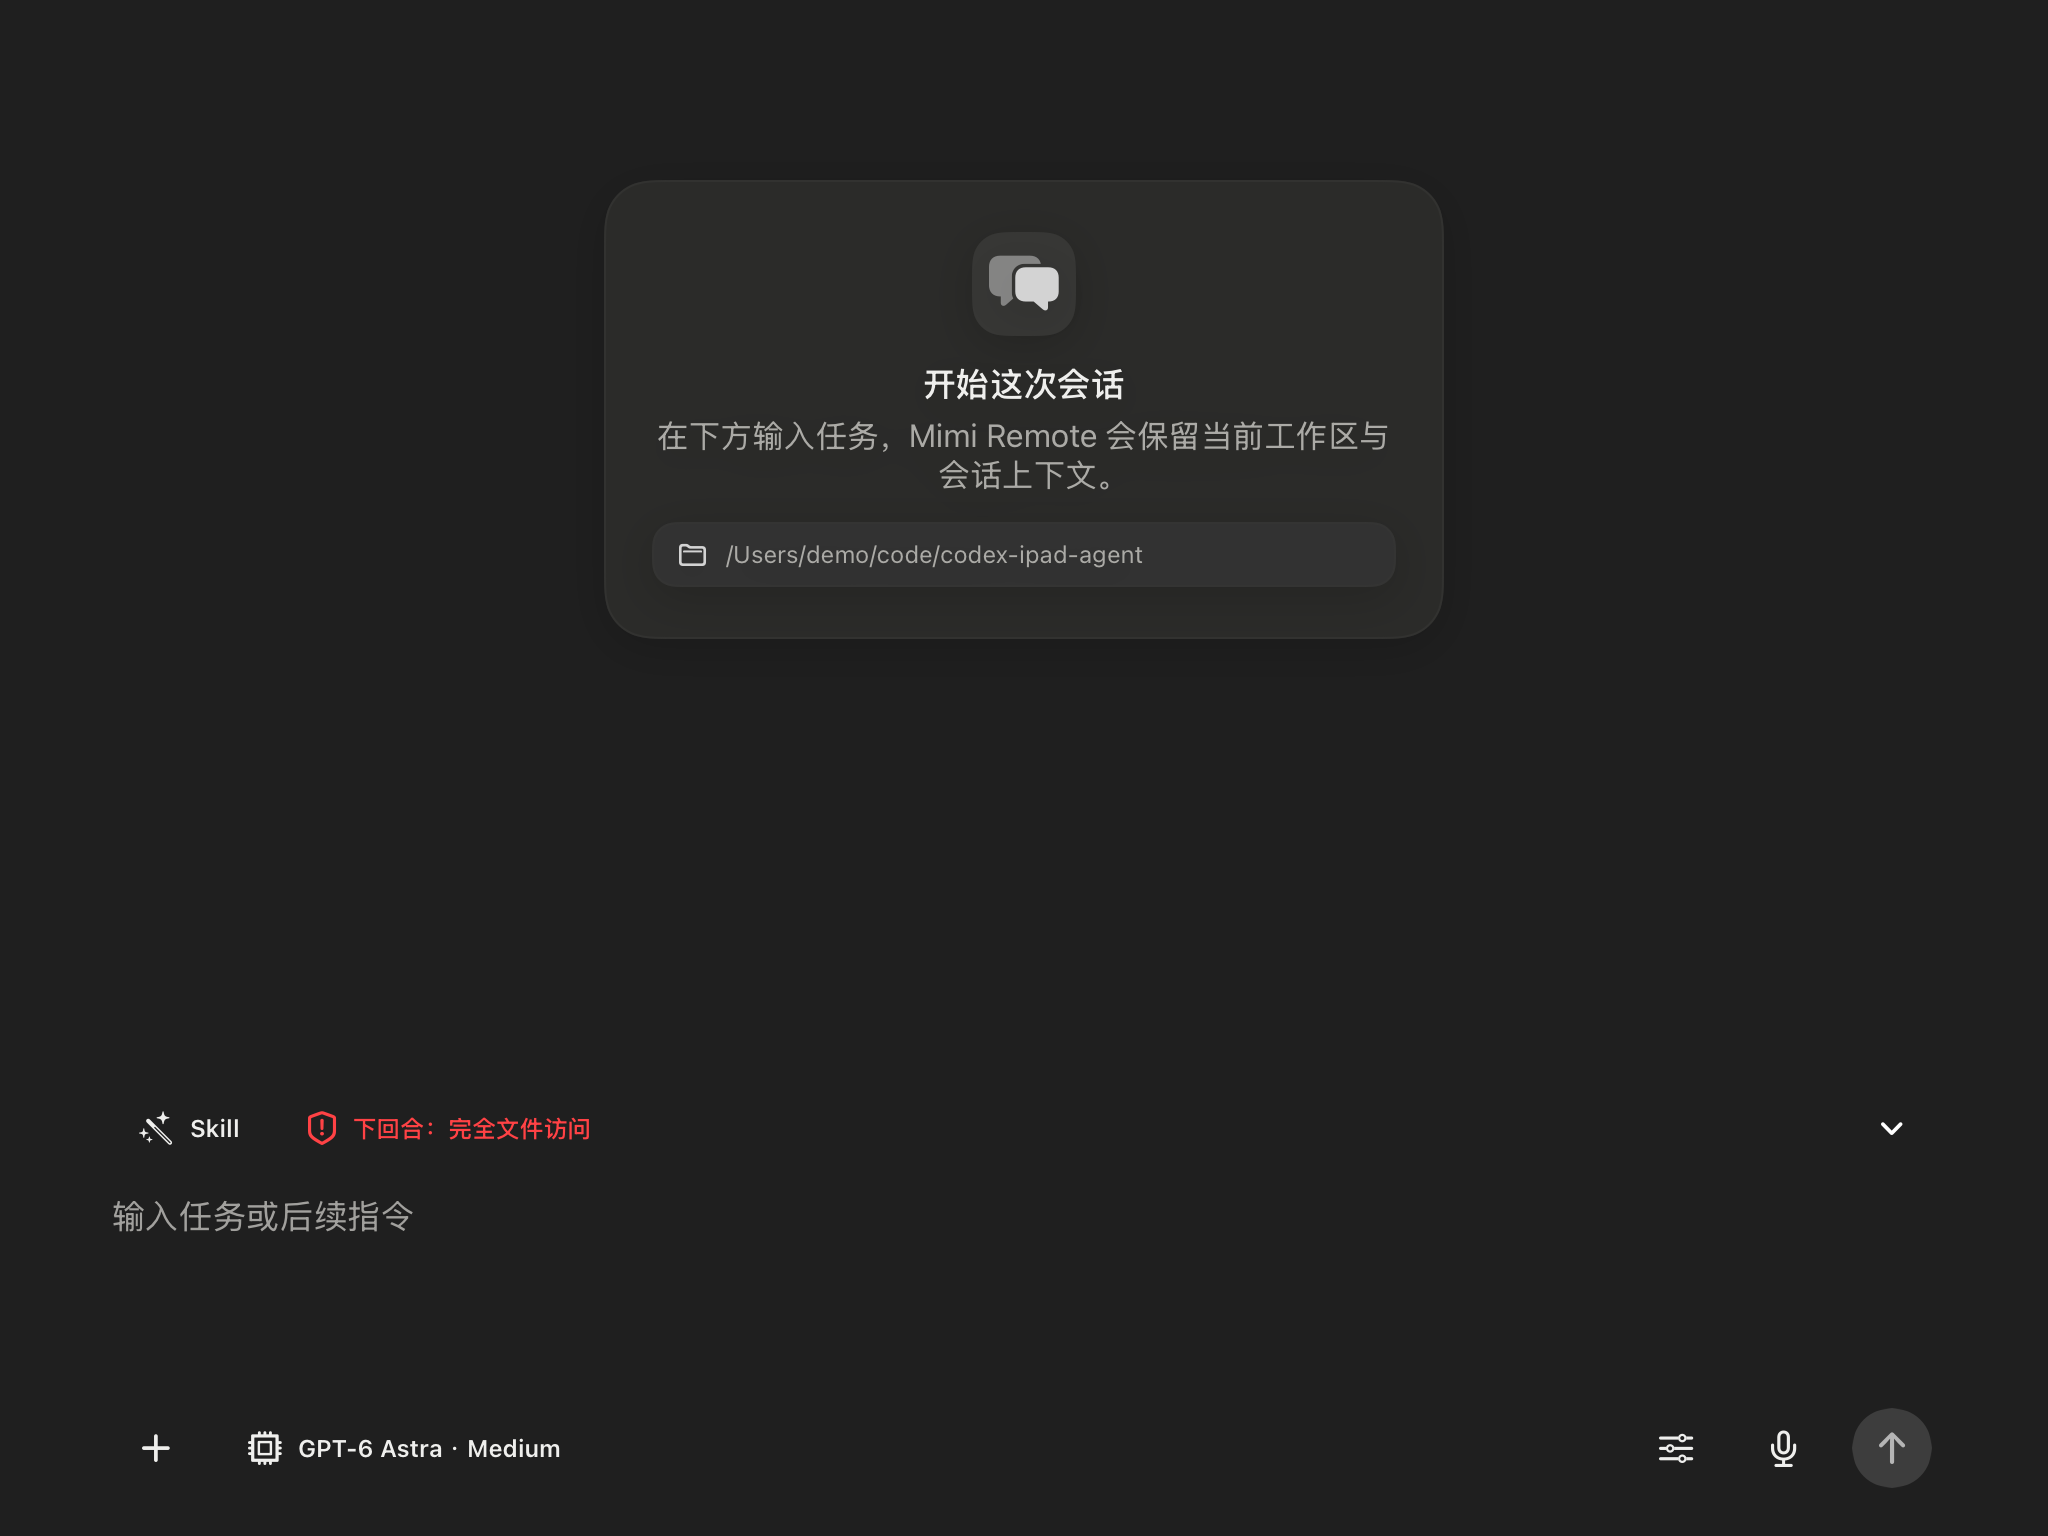 开始这次会话
在下方输入任务，Mimi Remote 会保留当前工作区与
会话上下文。
/Users/demo/code/codex-ipad-agent
Skill
下回合：完全文件访问
输入任务或后续指令
GPT-6 Astra · Medium